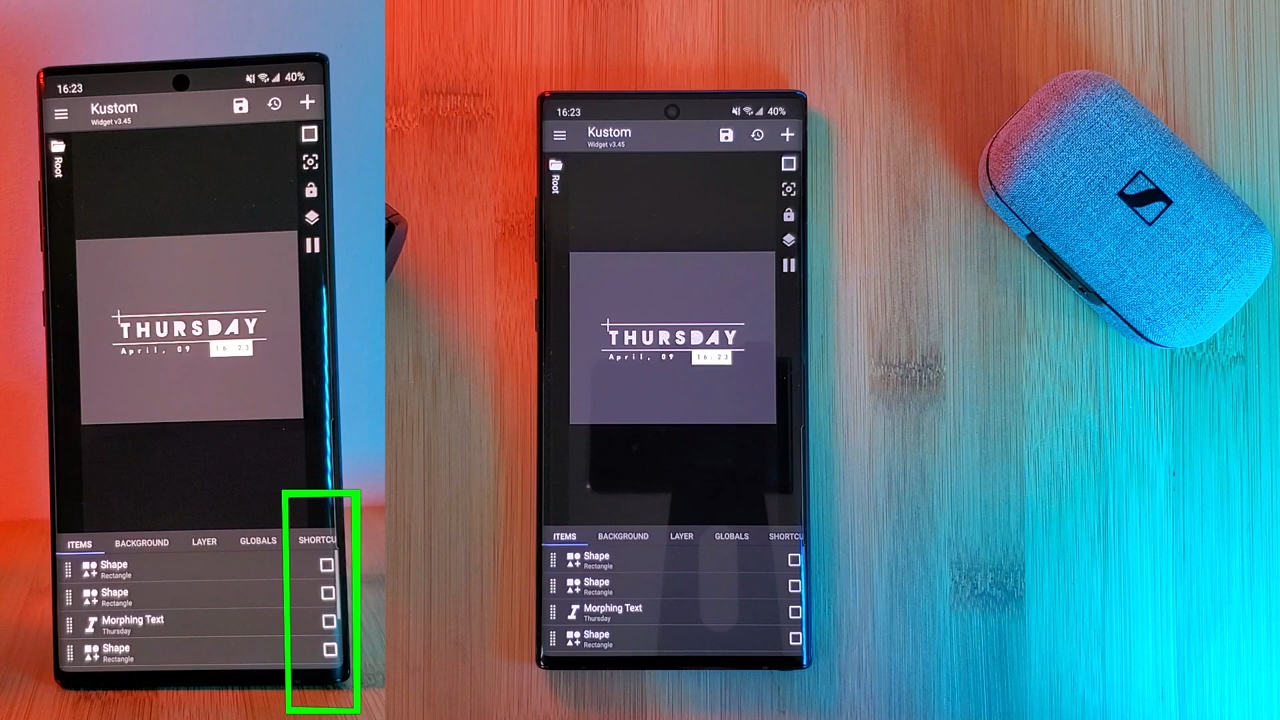 16:23
40%
Kustom
Widget v3.45
Root
THURSDAY
April, 09 16:23
ITEMS BACKGROUND LAYER GLOBALS SHORTCU
Shape
Rectangle
Shape
Rectangle
Morphing Text
Thursday
Shape
Rectangle
16:23
40%
Kustom
Widget v3.45
Root
THURSDAY
April, 09 16:23
ITEMS BACKGROUND LAYER GLOBALS SHORTCU
Shape
Rectangle
Shape
Rectangle
Morphing Text
Thursday
Shape
Rectangle